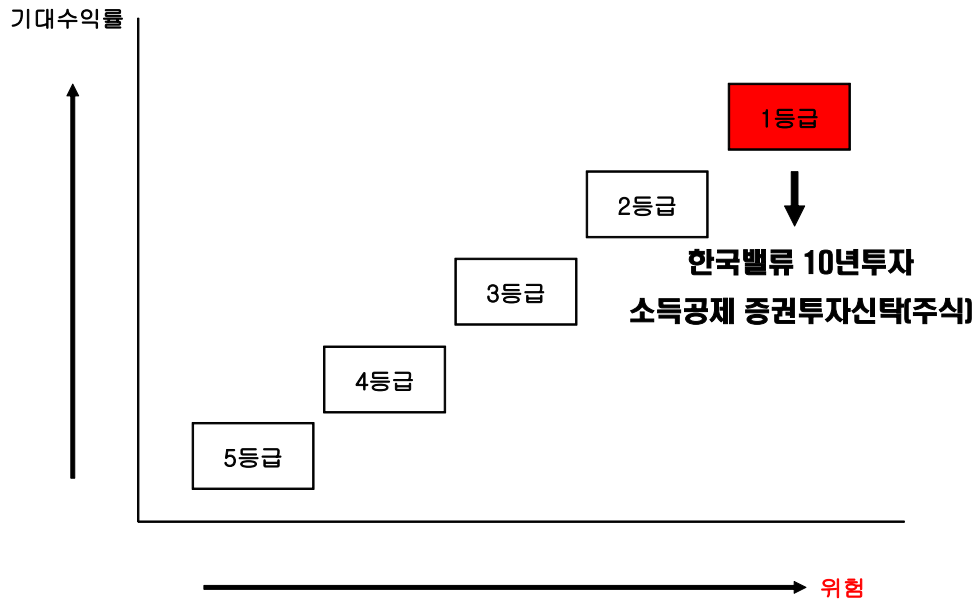 기대수익률
1등급
2등급
한국밸류 10년투자
3등급
소득공제 증권투자신탁(주식)
4등급
5등급
위험